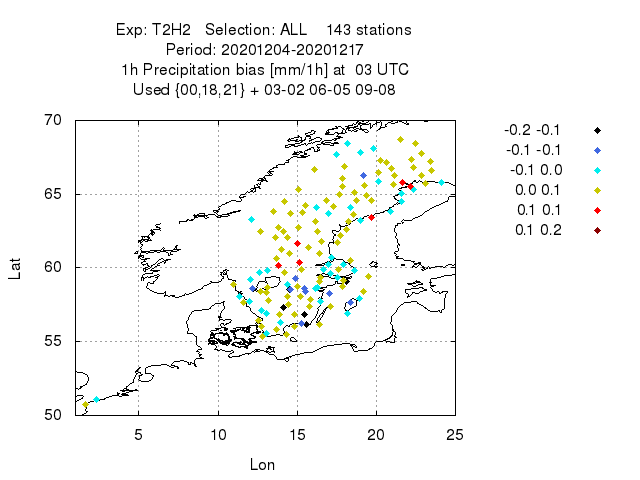 Exp: T2H2 Selection: ALL 143 stations
Period: 20201204-20201217
1h Precipitation bias [mm/1h] at 03 UTC
Used {00,18,21} + 03-02 06-05 09-08
70
65
60
55
50
Lat
5 10 15 20 25
Lon
-0.2 -0.1
-0.1 -0.1
-0.1 0.0
0.0 0.1
0.1 0.1
0.1 0.2